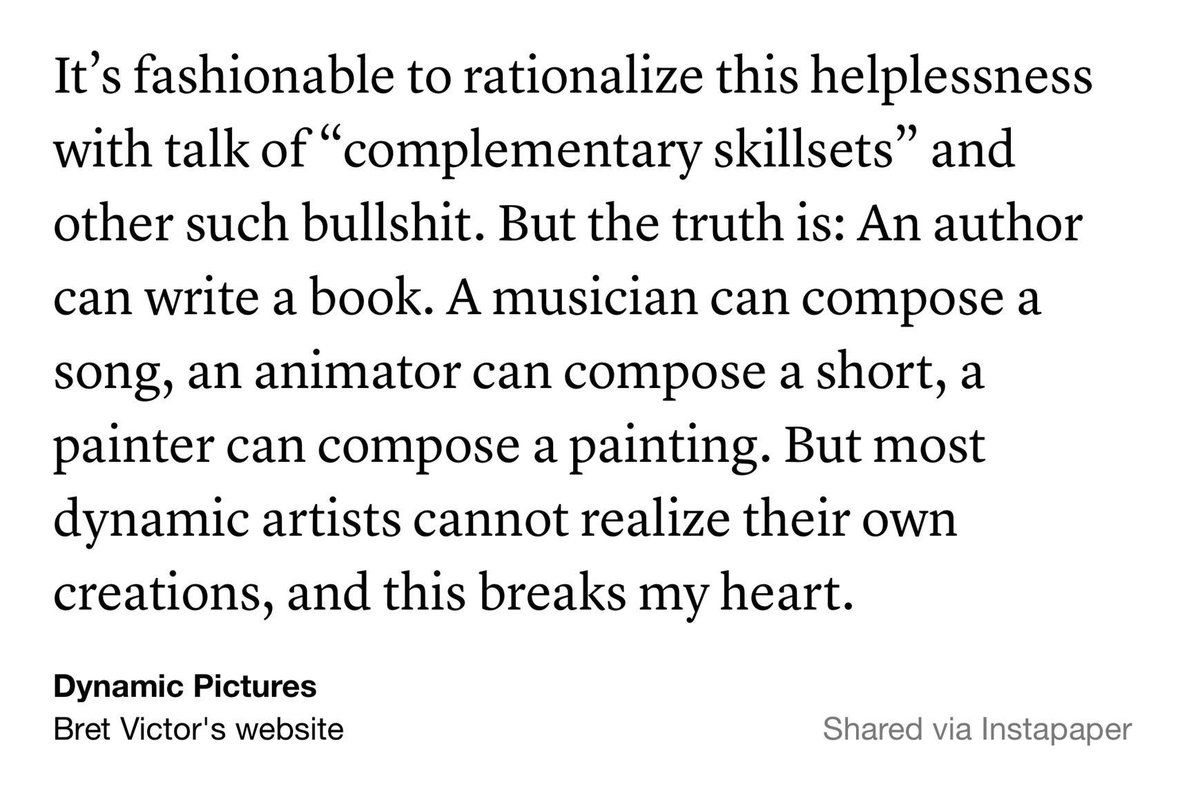 It’s fashionable to rationalize this helplessness
with talk of “complementary skillsets” and
other such bullshit. But the truth is: An author
can write a book. A musician can compose a
song, an animator can compose a short, a
painter can compose a painting. But most
dynamic artists cannot realize their own
creations, and this breaks my heart.
Dynamic Pictures
Bret Victor's website
Shared via Instapaper